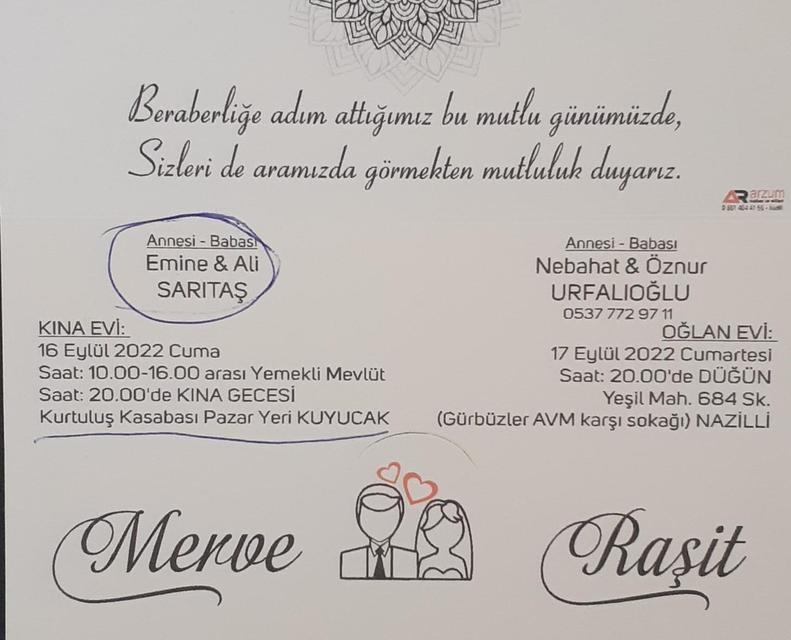 Beraberliğe adım attığımız bu mutlu günümüzde,
Sizleri de aramızda görmekten mutluluk duyarız.
AR arzum
Annesi - Babası
Emine & Ali
SARITAŞ
KINA EVİ:
16 Eylül 2022 Cuma
Saat: 10.00-16.00 arası Yemekli Mevlüt
Saat: 20.00'de KINA GECESİ
Kurtuluş Kasabası Pazar Yeri KUYUCAK
Annesi - Babası
Nebahat & Öznur
URFALIOĞLU
0537 772 97 11
OĞLAN EVİ:
17 Eylül 2022 Cumartesi
Saat: 20.00'de DÜĞÜN
Yeşil Mah. 684 Sk.
(Gürbüzler AVM karşı sokağı) NAZİLLİ
Merve
Raşit